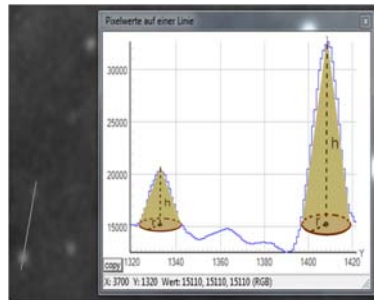 Pixelwerte auf einer Linie
30000
25000
20000
15000
h
h
r
r
Y
1320 1340 1360 1380 1400 1420
copy
X: 3700 Y: 1320 Wert: 15110, 15110, 15110 (RGB)